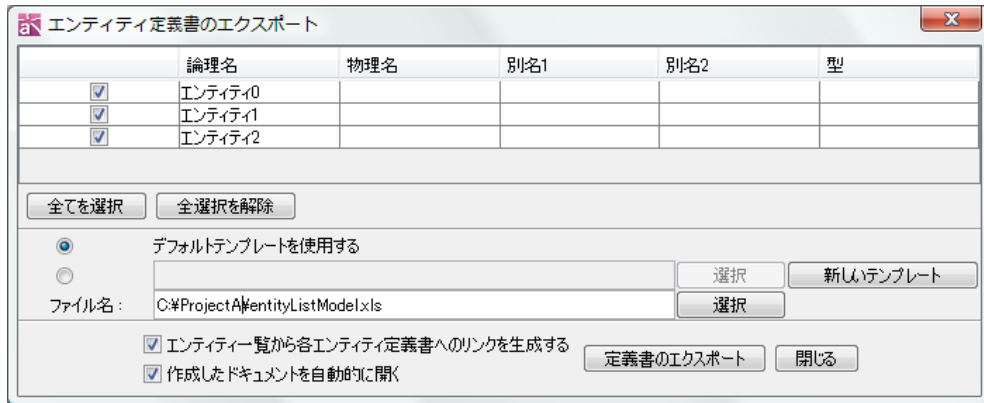 エンティティ定義書のエクスポート
論理名 物理名 別名1 別名2 型
エンティティ0
エンティティ1
エンティティ2
全てを選択 全選択を解除
デフォルトテンプレートを使用する
選択 新しいテンプレート
ファイル名： C:¥ProjectA¥entityListModel.xls 選択
エンティティ一覧から各エンティティ定義書へのリンクを生成する
定義書のエクスポート 閉じる
作成したドキュメントを自動的に開く